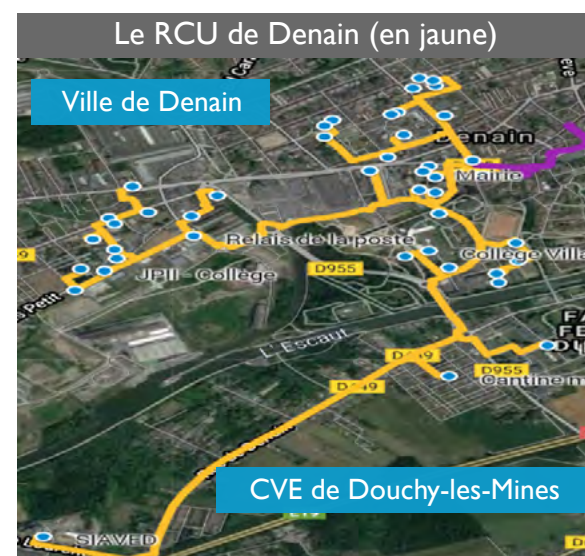 Le RCU de Denain (en jaune)
Ville de Denain
Denain
Mairie
Relais de la poste
Collège Villa
JPII - Collège
D955
Petit
L'Escaut
D955
Cantine m
CVE de Douchy-les-Mines
SIAVED